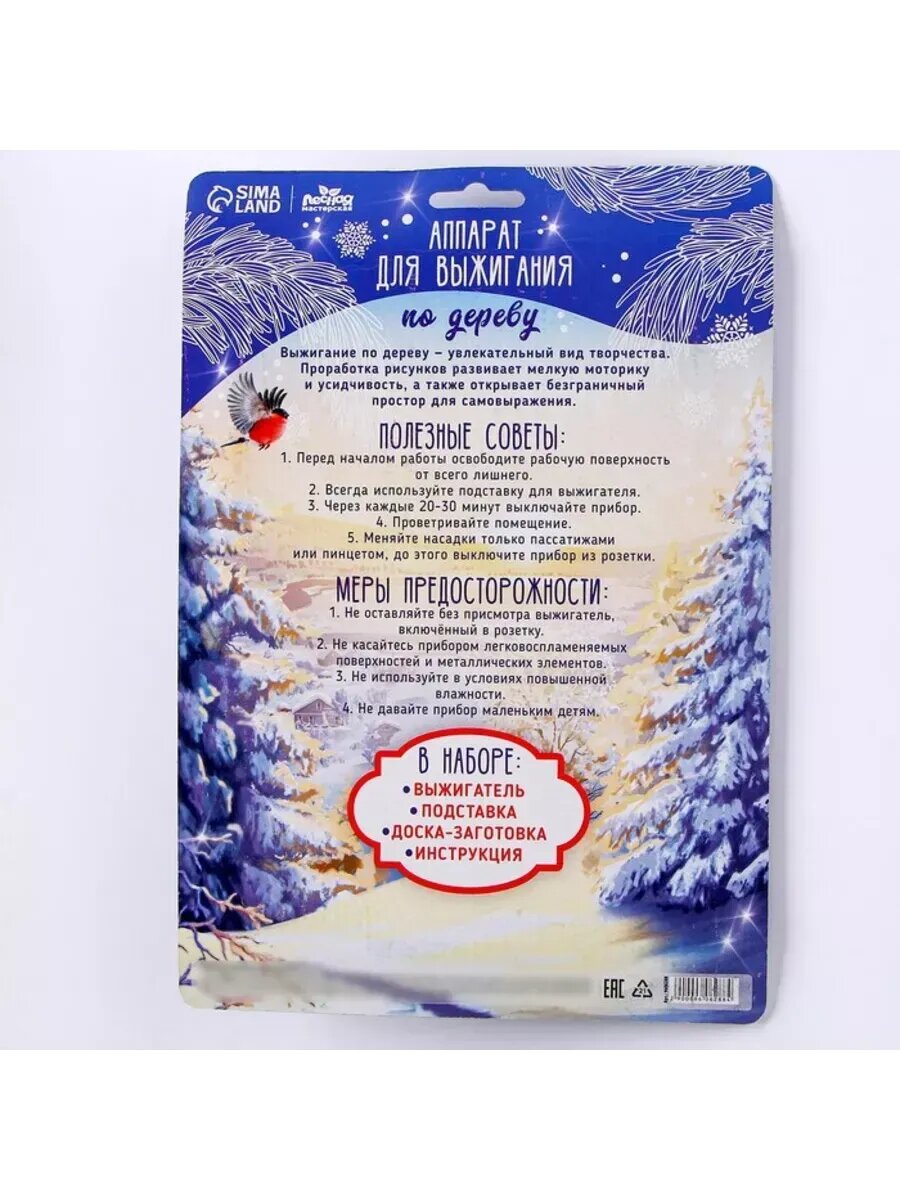 SIMA
LAND
Лесная
мастерская
АППАРАТ
ДЛЯ ВЫЖИГАНИЯ
по дереву
Выжигание по дереву – увлекательный вид творчества.
Проработка рисунков развивает мелкую моторику
и усидчивость, а также открывает безграничный
простор для самовыражения.
ПОЛЕЗНЫЕ СОВЕТЫ:
1. Перед началом работы освободите рабочую поверхность
от всего лишнего.
2. Всегда используйте подставку для выжигателя.
3. Через каждые 20-30 минут выключайте прибор.
4. Проветривайте помещение.
5. Меняйте насадки только пассатижами
или пинцетом, до этого выключите прибор из розетки.
МЕРЫ ПРЕДОСТОРОЖНОСТИ:
1. Не оставляйте без присмотра выжигатель,
включённый в розетку.
2. Не касайтесь прибором легковоспламеняемых
поверхностей и металлических элементов.
3. Не используйте в условиях повышенной
влажности.
4. Не давайте прибор маленьким детям.
В НАБОРЕ:
•ВЫЖИГАТЕЛЬ
•ПОДСТАВКА
•ДОСКА-ЗАГОТОВКА
•ИНСТРУКЦИЯ
EAC
21